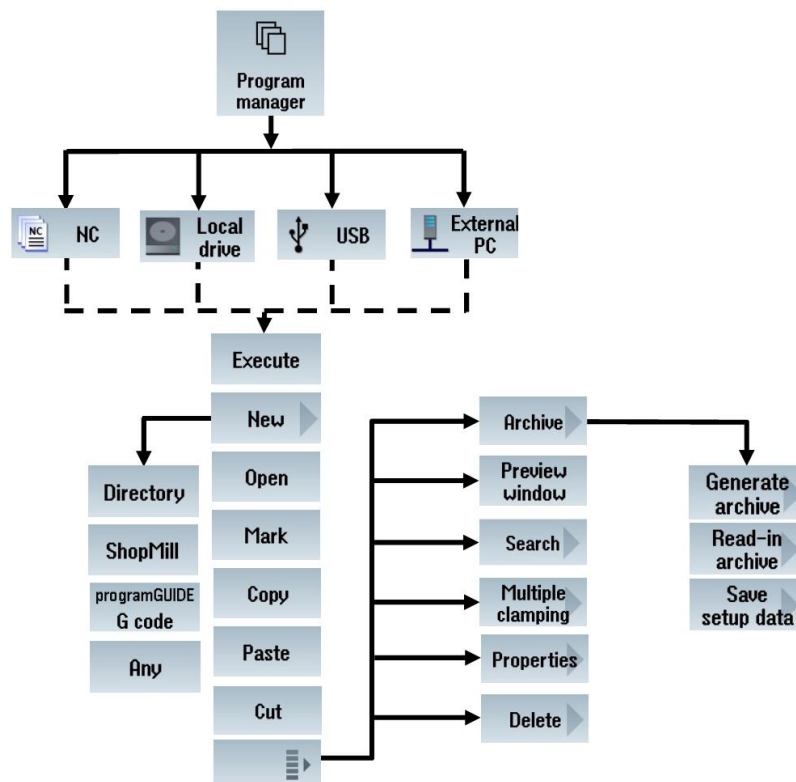 Program
manager
NC
NC
Local
drive
USB
External
PC
Execute
New
Open
Mark
Copy
Paste
Cut
Directory
ShopMill
programGUIDE
G code
Any
Archive
Preview
window
Search
Multiple
clamping
Properties
Delete
Generate
archive
Read-in
archive
Save
setup data